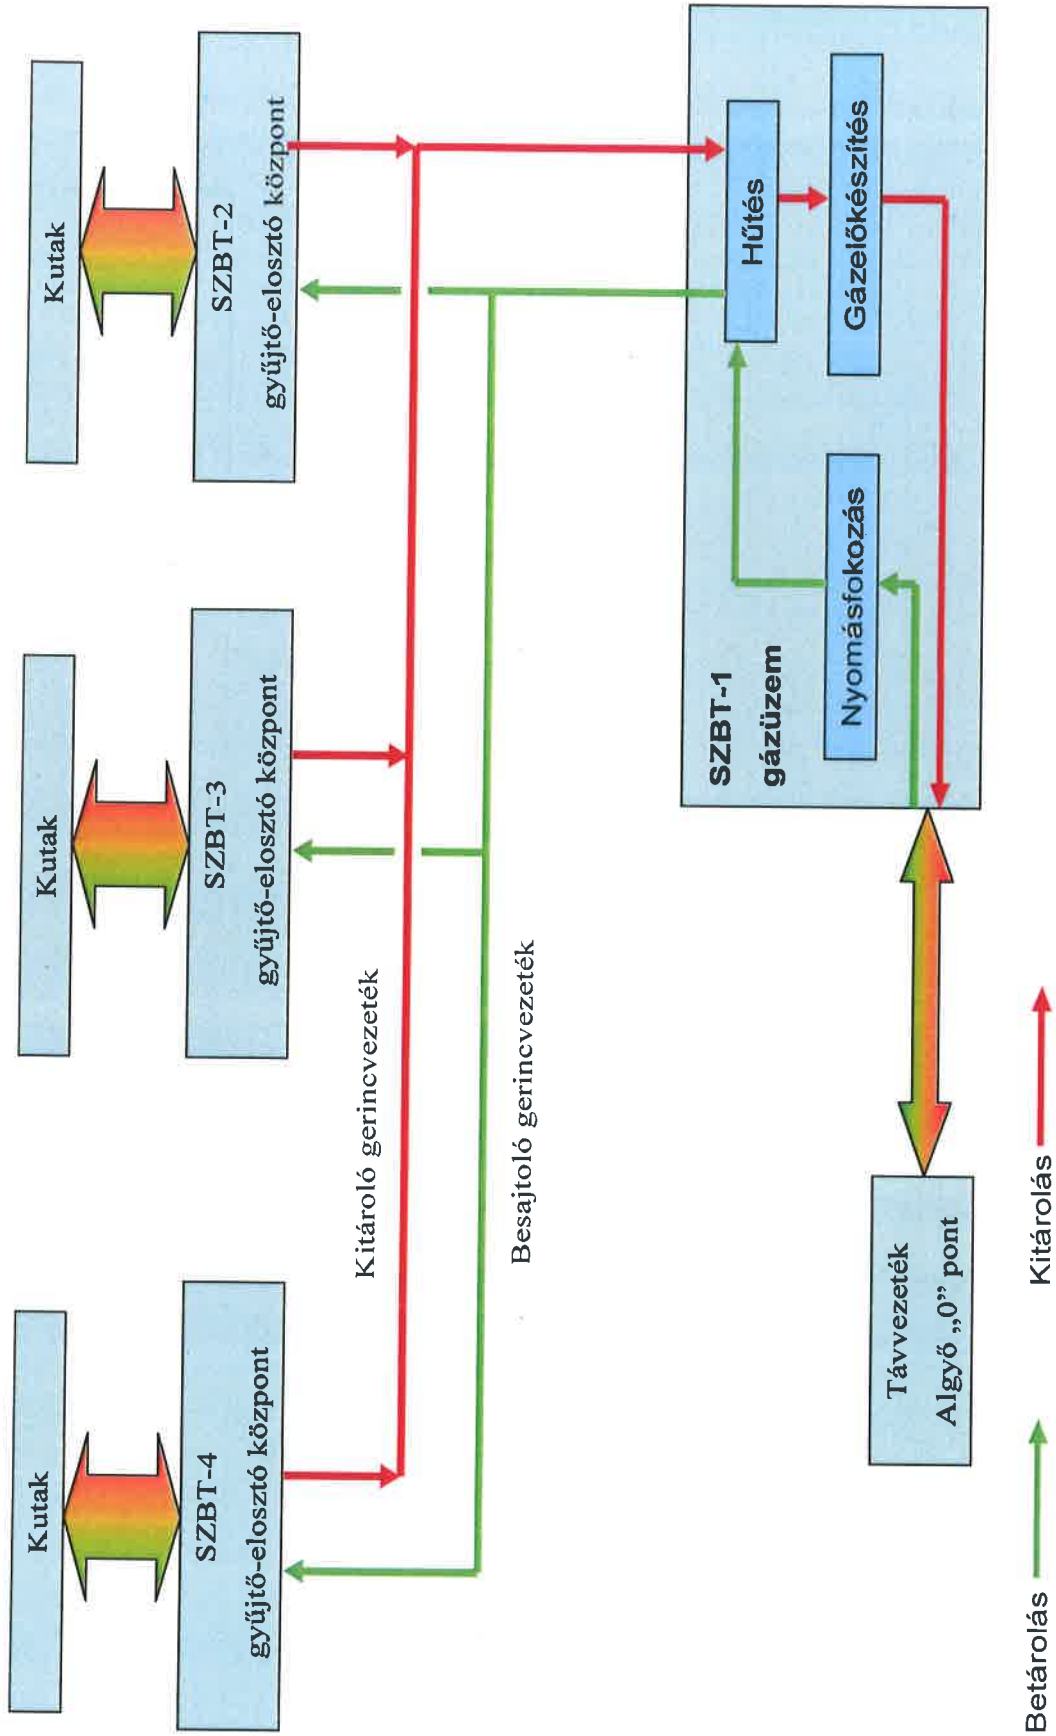 Kutak
Kutak
Kutak
SZBT-4
gyűjtő-elosztó központ
SZBT-3
gyűjtő-elosztó központ
SZBT-2
gyűjtő-elosztó központ
Kitároló gerincvezeték
Besajtoló gerincvezeték
SZBT-1
gázüzem
Hűtés
Nyomásfokozás
Gázelőkészítés
Távvezeték
Algyő „0” pont
Betárolás
Kitárolás